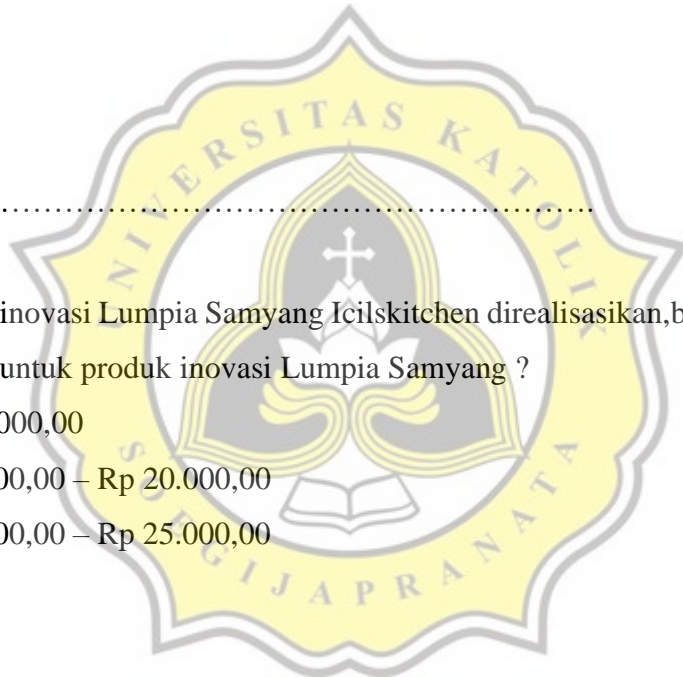 UNIVERSITAS KATOLIK
……………………………………………………….
inovasi Lumpia Samyang Icilskitchen direalisasikan,b
untuk produk inovasi Lumpia Samyang ?
000,00
00,00 – Rp 20.000,00
00,00 – Rp 25.000,00
SOEGIJAPRANATA